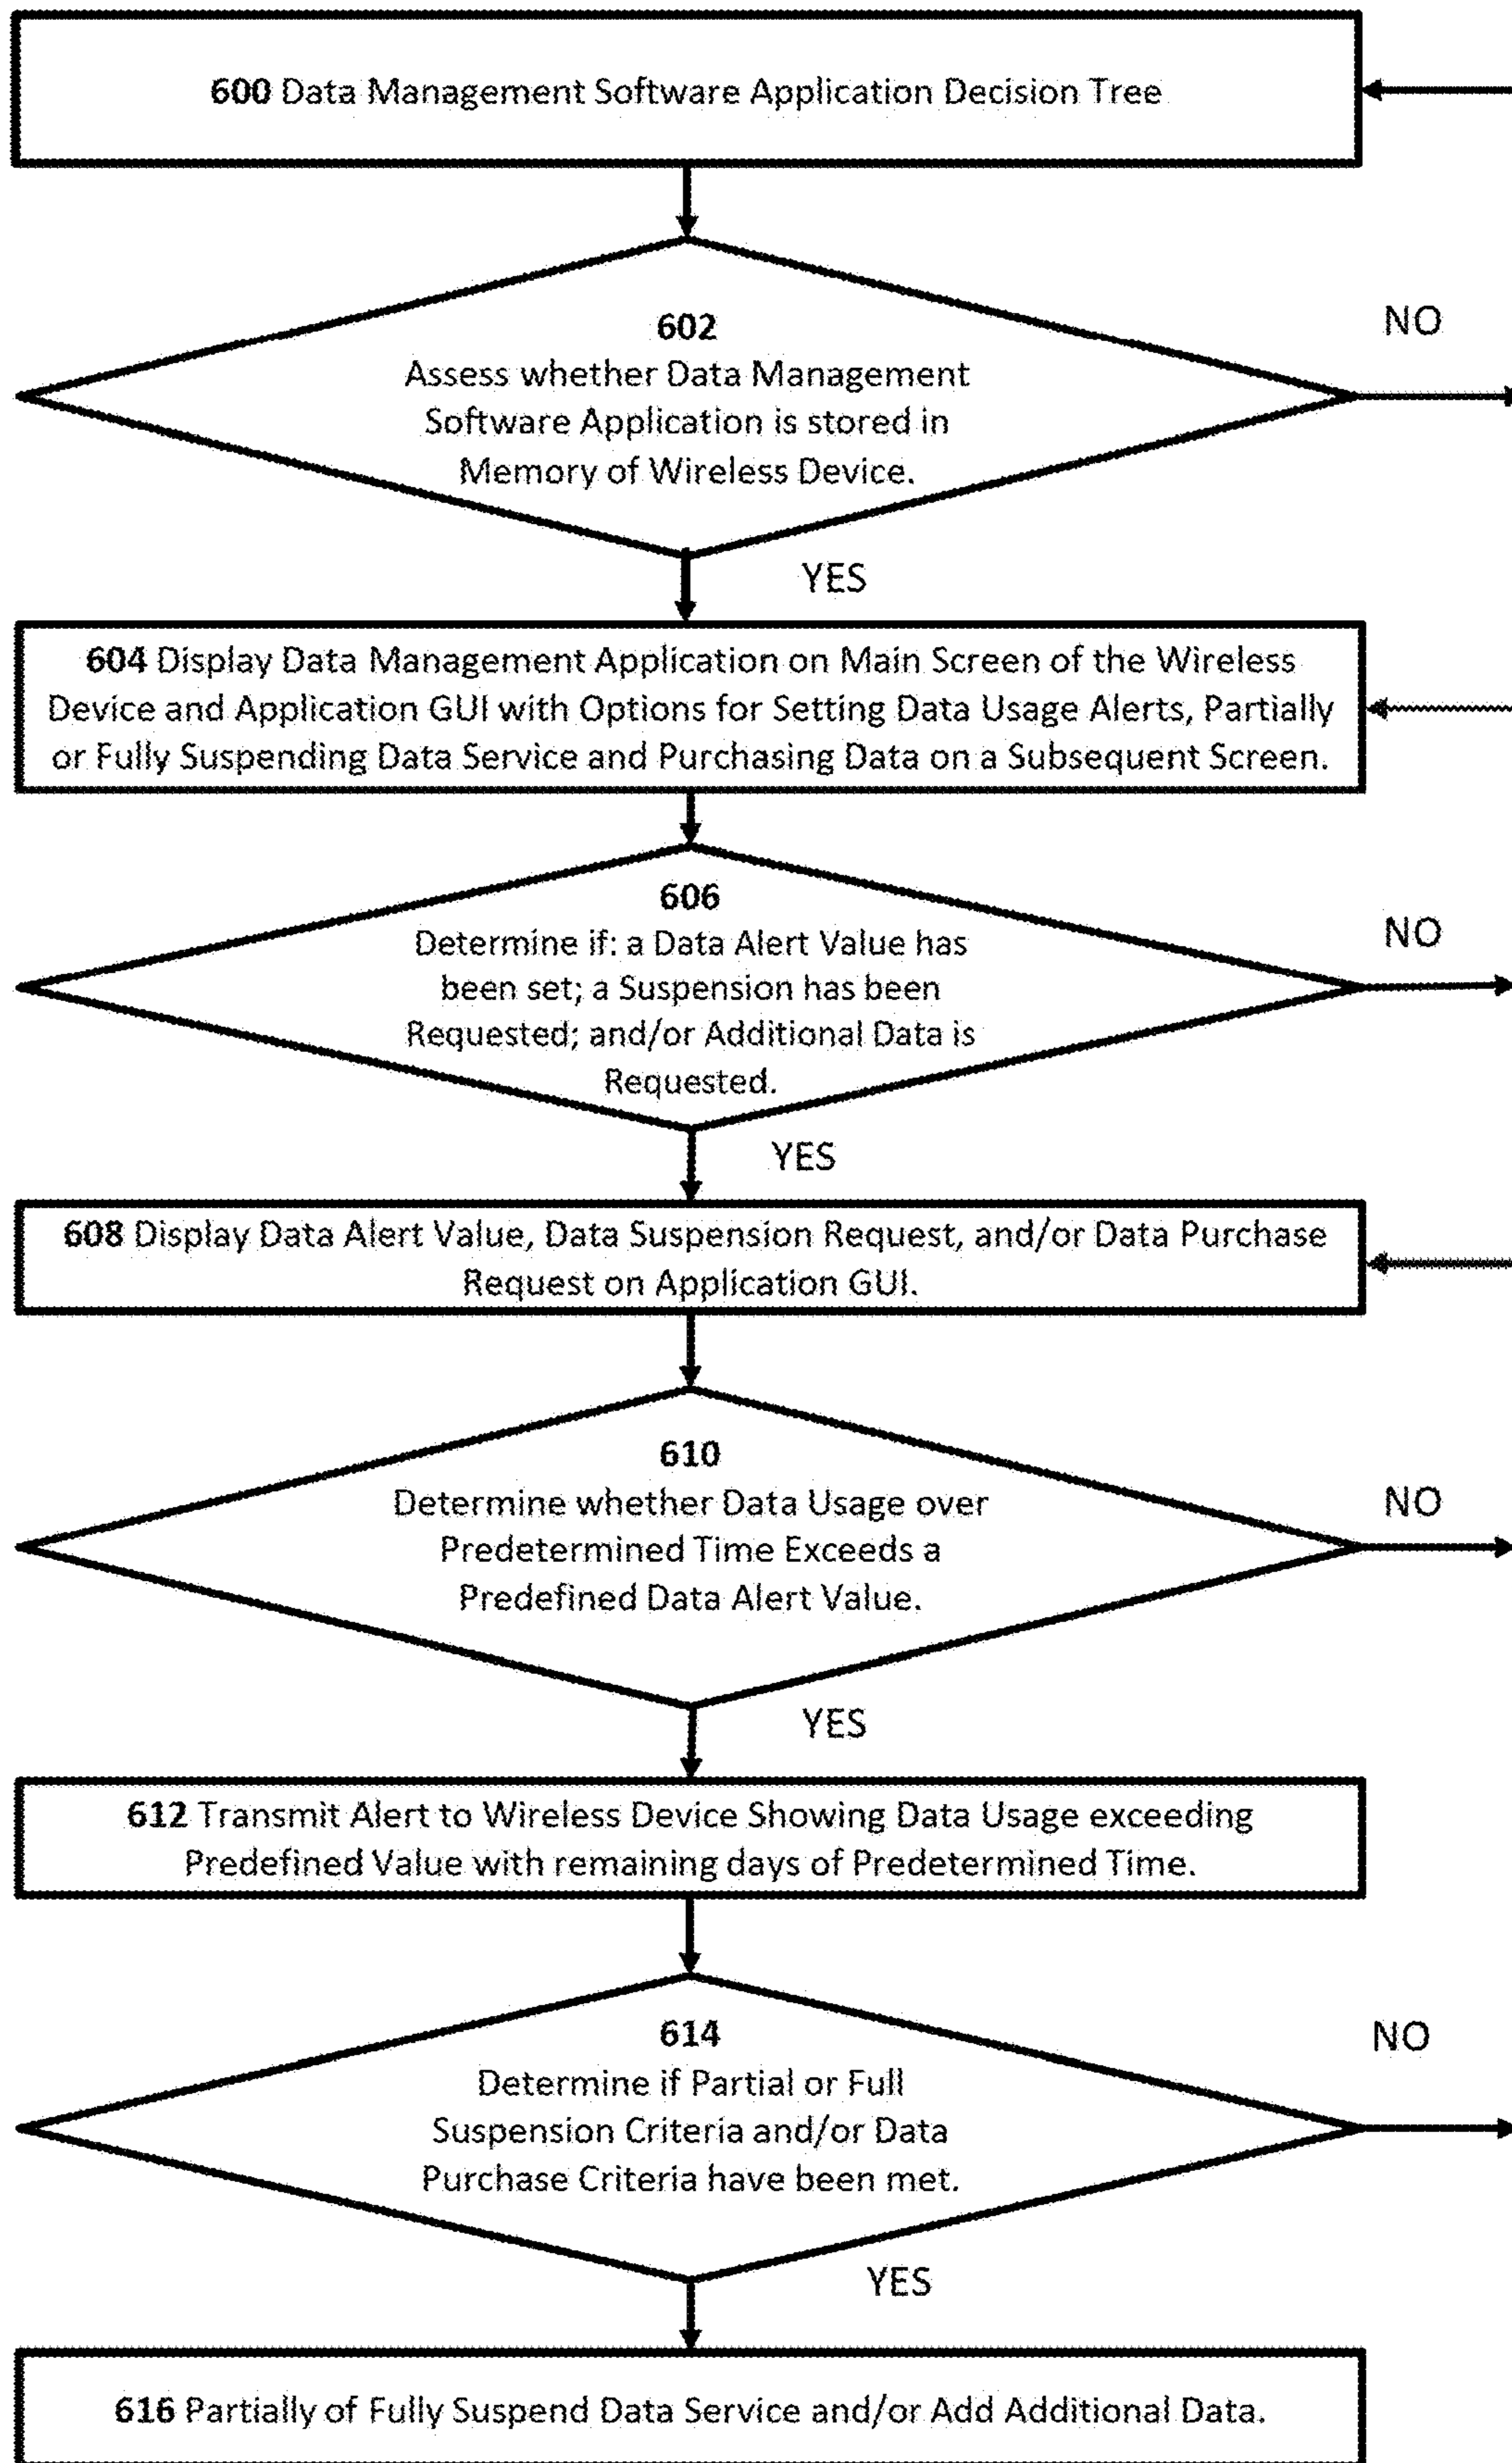 600 Data Management Software Application Decision Tree
602
NO
Assess whether Data Management
Software Application is stored in
Memory of Wireless Device.
YES
604 Display Data Management Application on Main Screen of the Wireless
Device and Application GUI with Options for Setting Data Usage Alerts, Partially
or Fully Suspending Data Service and Purchasing Data on a Subsequent Screen.
606
NO
Determine if: a Data Alert Value has
been set; a Suspension has been
Requested; and/or Additional Data is
Requested.
YES
608 Display Data Alert Value, Data Suspension Request, and/or Data Purchase
Request on Application GUI.
610
NO
Determine whether Data Usage over
Predetermined Time Exceeds a
Predefined Data Alert Value.
YES
612 Transmit Alert to Wireless Device Showing Data Usage exceeding
Predefined Value with remaining days of Predetermined Time.
614
NO
Determine if Partial or Full
Suspension Criteria and/or Data
Purchase Criteria have been met.
YES
616 Partially of Fully Suspend Data Service and/or Add Additional Data.